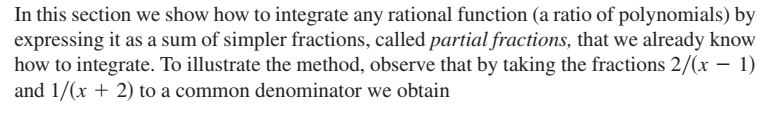 In this section we show how to integrate any rational function (a ratio of polynomials) by
expressing it as a sum of simpler fractions, called partial fractions, that we already know
how to integrate. To illustrate the method, observe that by taking the fractions 2/(x − 1)
and 1/(x + 2) to a common denominator we obtain